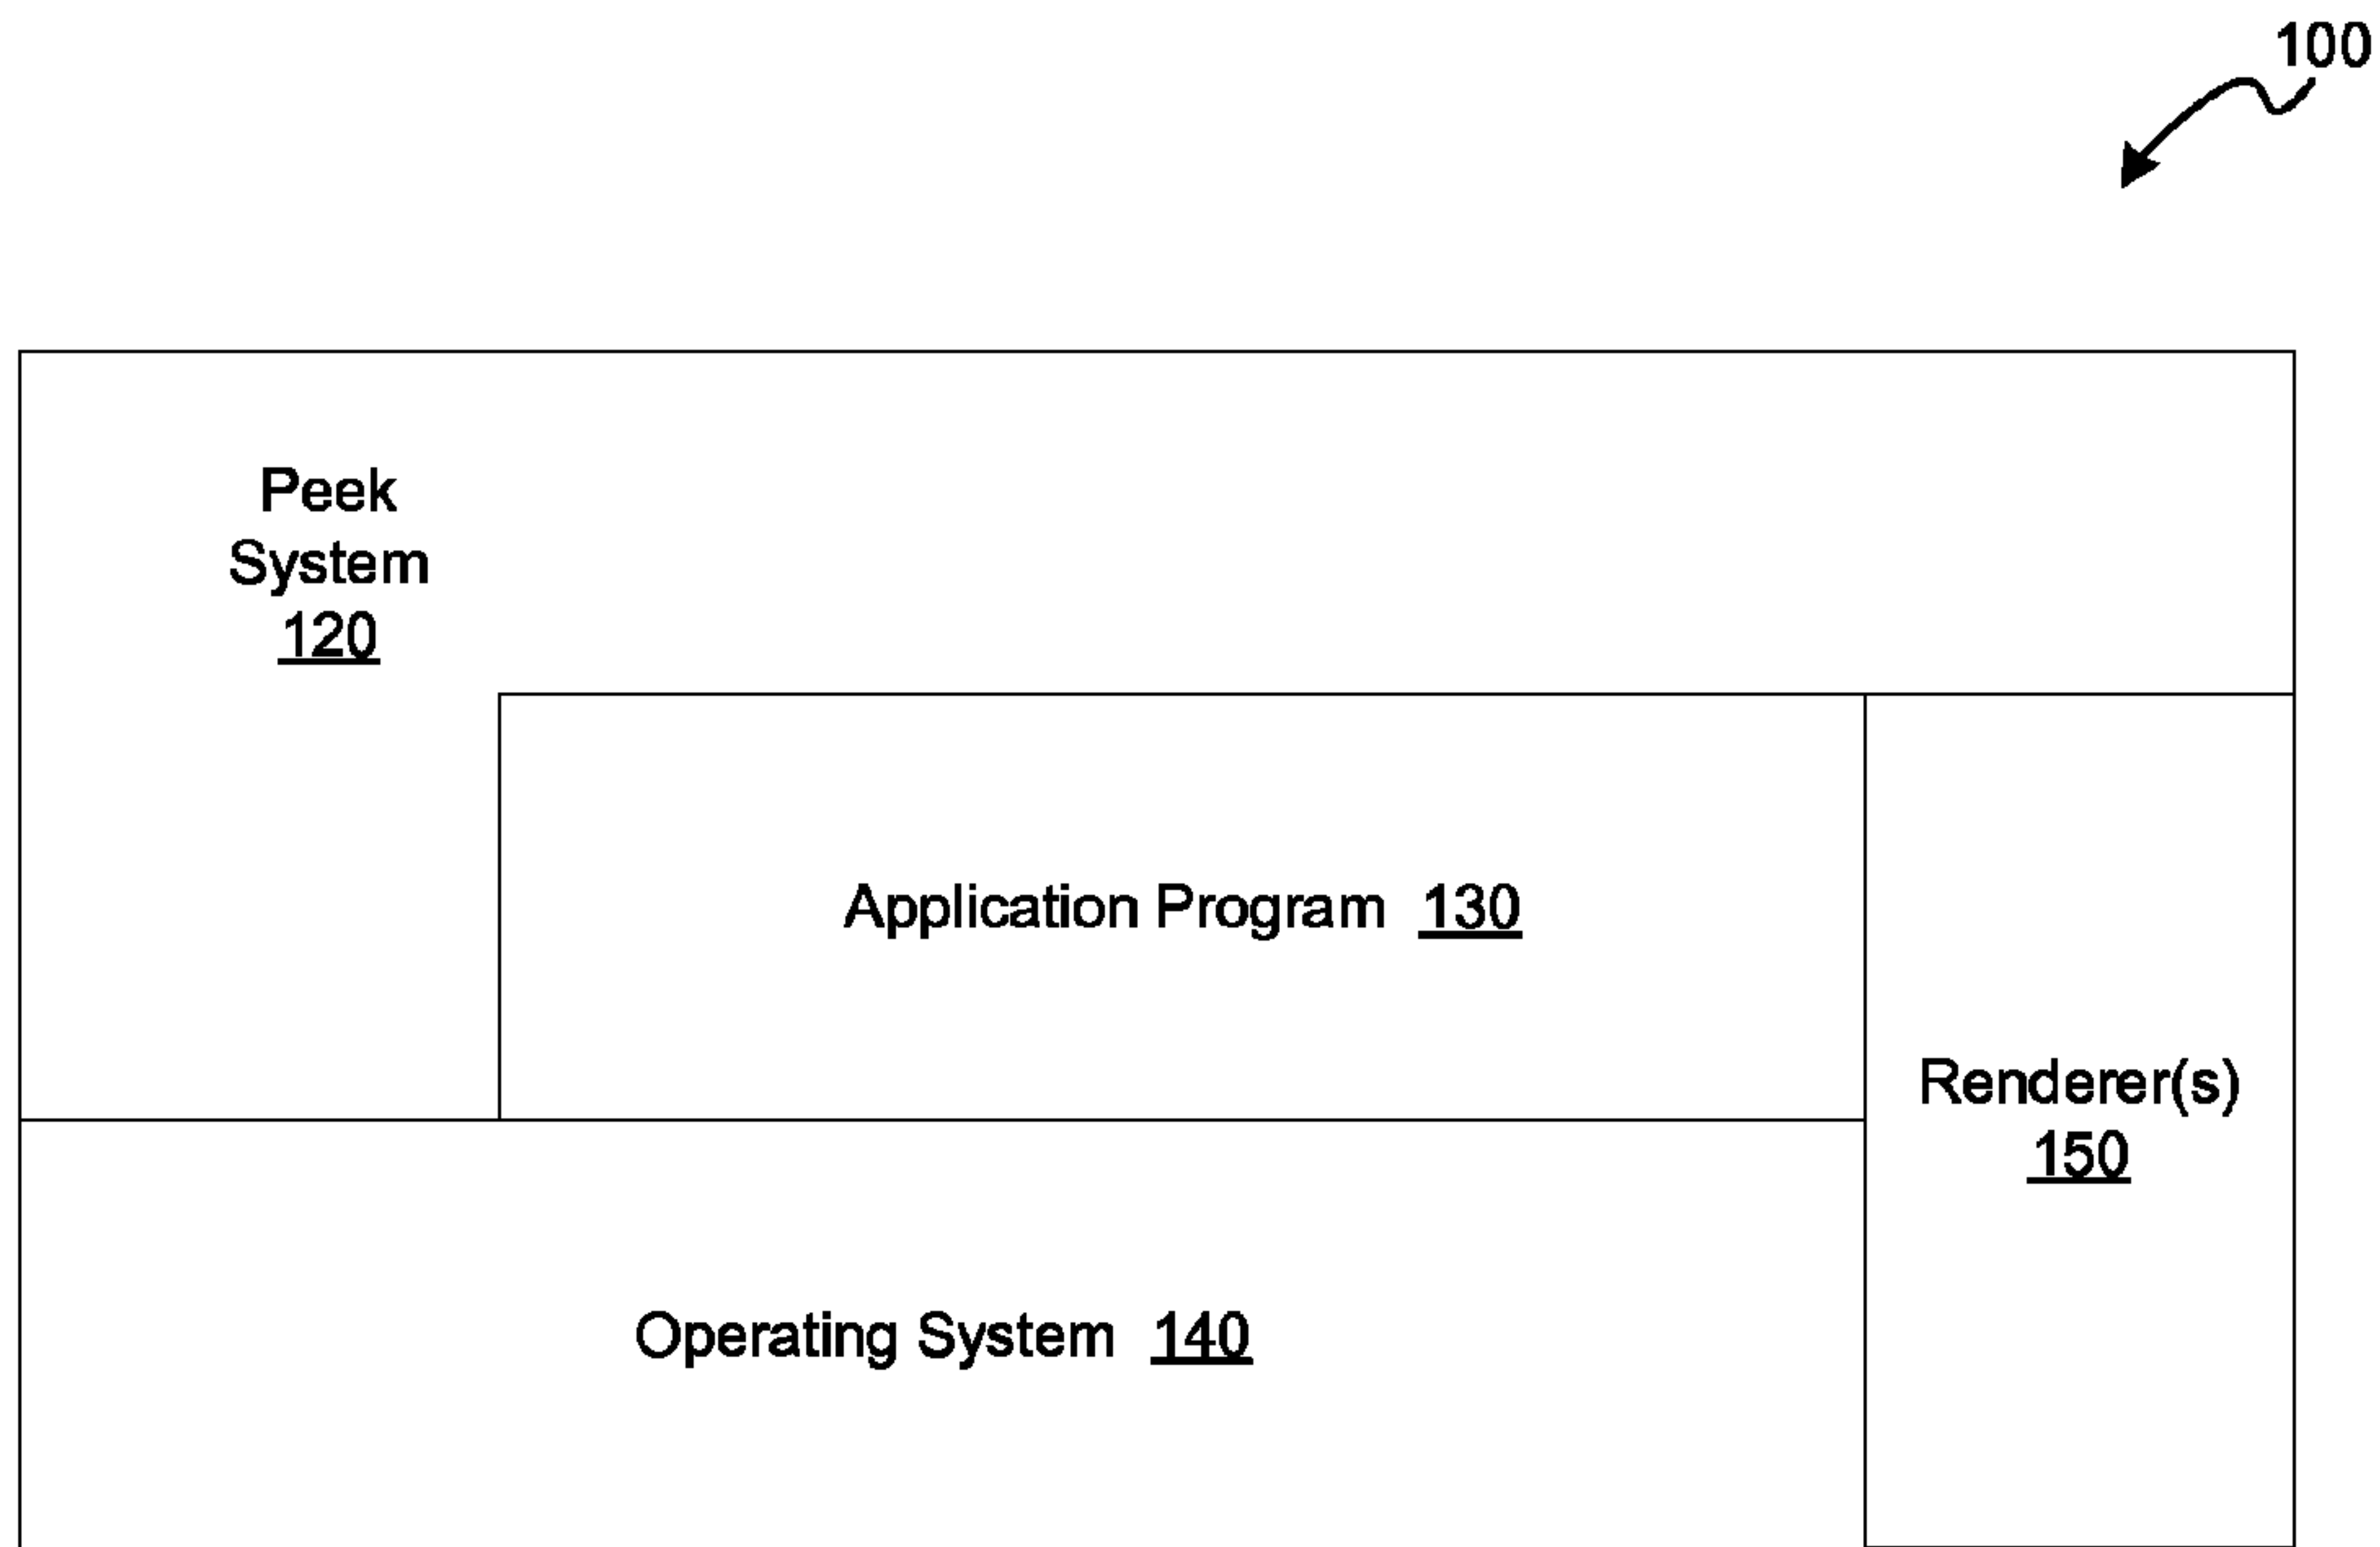 100
Peek
System
120
Application Program 130
Renderer(s)
150
Operating System 140